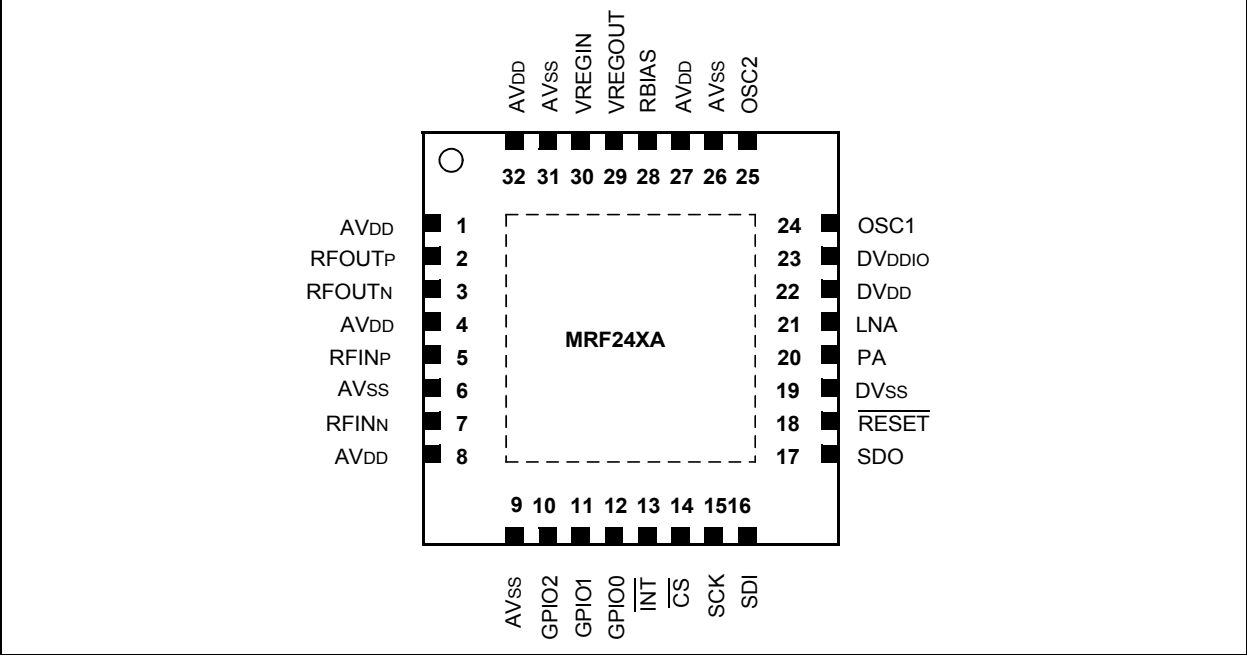 AVDD
AVSS
VREGIN
VREGOUT
RBIAS
AVDD
AVSS
OSC2
32 31 30 29 28 27 26 25
AVDD 1
RFOUTP 2
RFOUTN 3
AVDD 4
RFINP 5
AVSS 6
RFINN 7
AVDD 8
MRF24XA
24 OSC1
23 DVDDIO
22 DVDD
21 LNA
20 PA
19 DVSS
18 RESET
17 SDO
9 10 11 12 13 14 15 16
AVSS
GPIO2
GPIO1
GPIO0
INT
CS
SCK
SDI